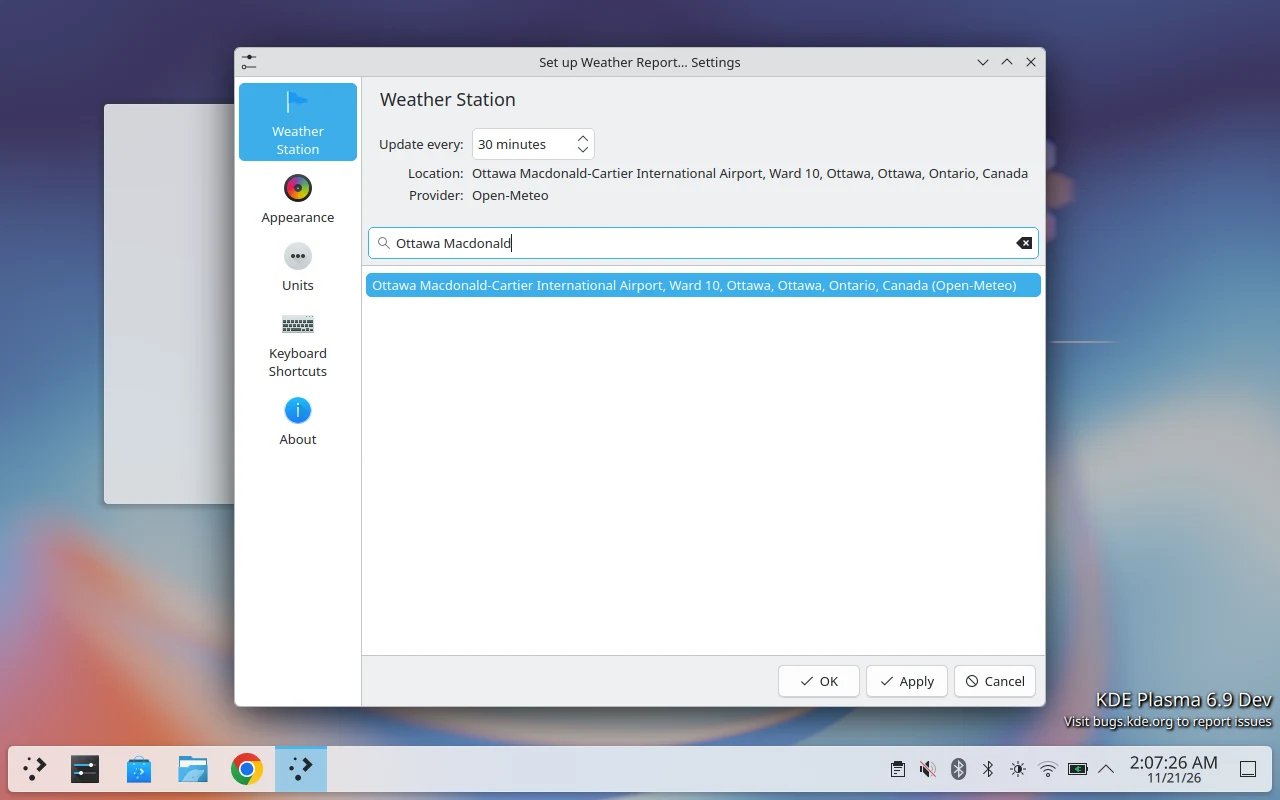 Set up Weather Report... Settings
Weather
Station
Appearance
Units
Keyboard
Shortcuts
About
Weather Station
Update every: 30 minutes
Location: Ottawa Macdonald-Cartier International Airport, Ward 10, Ottawa, Ottawa, Ontario, Canada
Provider: Open-Meteo
Ottawa Macdonald
Ottawa Macdonald-Cartier International Airport, Ward 10, Ottawa, Ottawa, Ontario, Canada (Open-Meteo)
OK
Apply
Cancel
KDE Plasma 6.9 Dev
Visit bugs.kde.org to report issues
2:07:26 AM
11/21/26